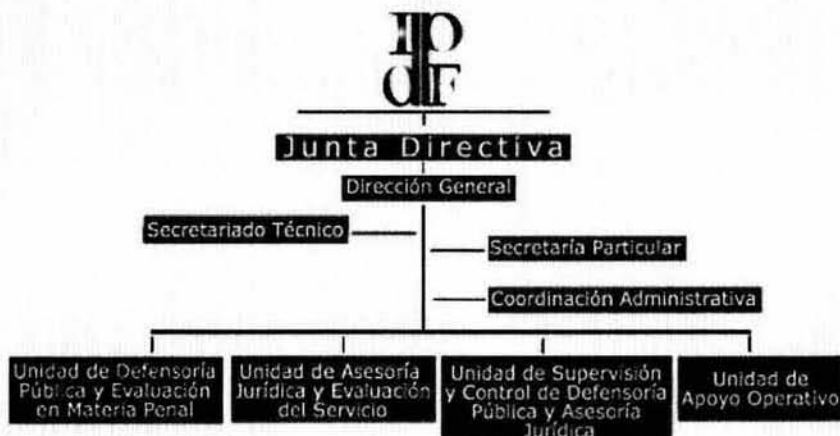 IP
DF
Junta Directiva
Dirección General
Secretariado Técnico
Secretaría Particular
Coordinación Administrativa
Unidad de Defensoría
Pública y Evaluación
en Materia Penal
Unidad de Asesoría
Jurídica y Evaluación
del Servicio
Unidad de Supervisión
y Control de Defensoría
Pública y Asesoría
Jurídica
Unidad de
Apoyo Operativo